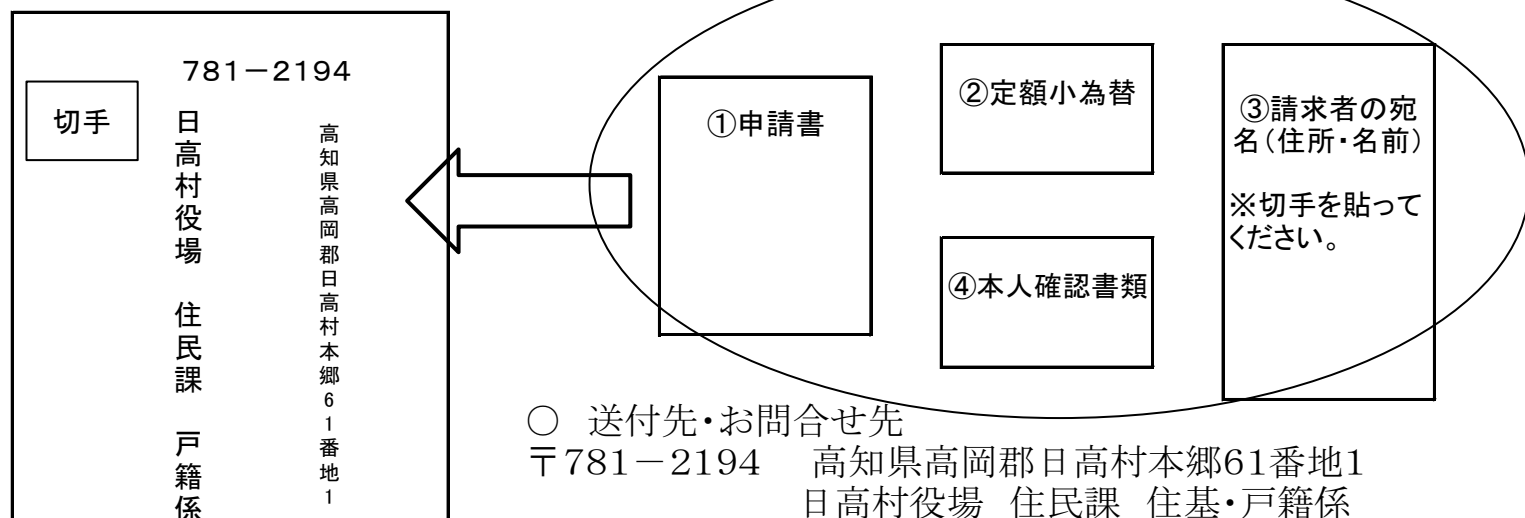 781－2194
切手
高知県高岡郡日高村本郷61番地1
日高村役場　住民課　戸籍係
①申請書
②定額小為替
③請求者の宛
名（住所・名前）
※切手を貼って
ください。
④本人確認書類
○　送付先・お問合せ先
〒781－2194　高知県高岡郡日高村本郷61番地1
日高村役場　住民課　住基・戸籍係